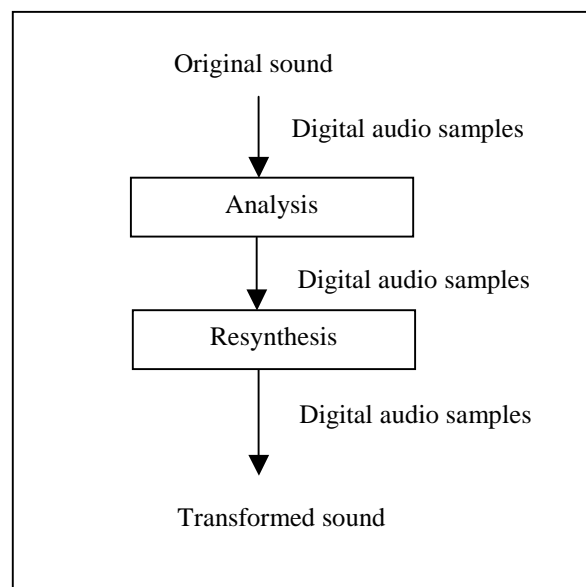 Original sound
Digital audio samples
Analysis
Digital audio samples
Resynthesis
Digital audio samples
Transformed sound